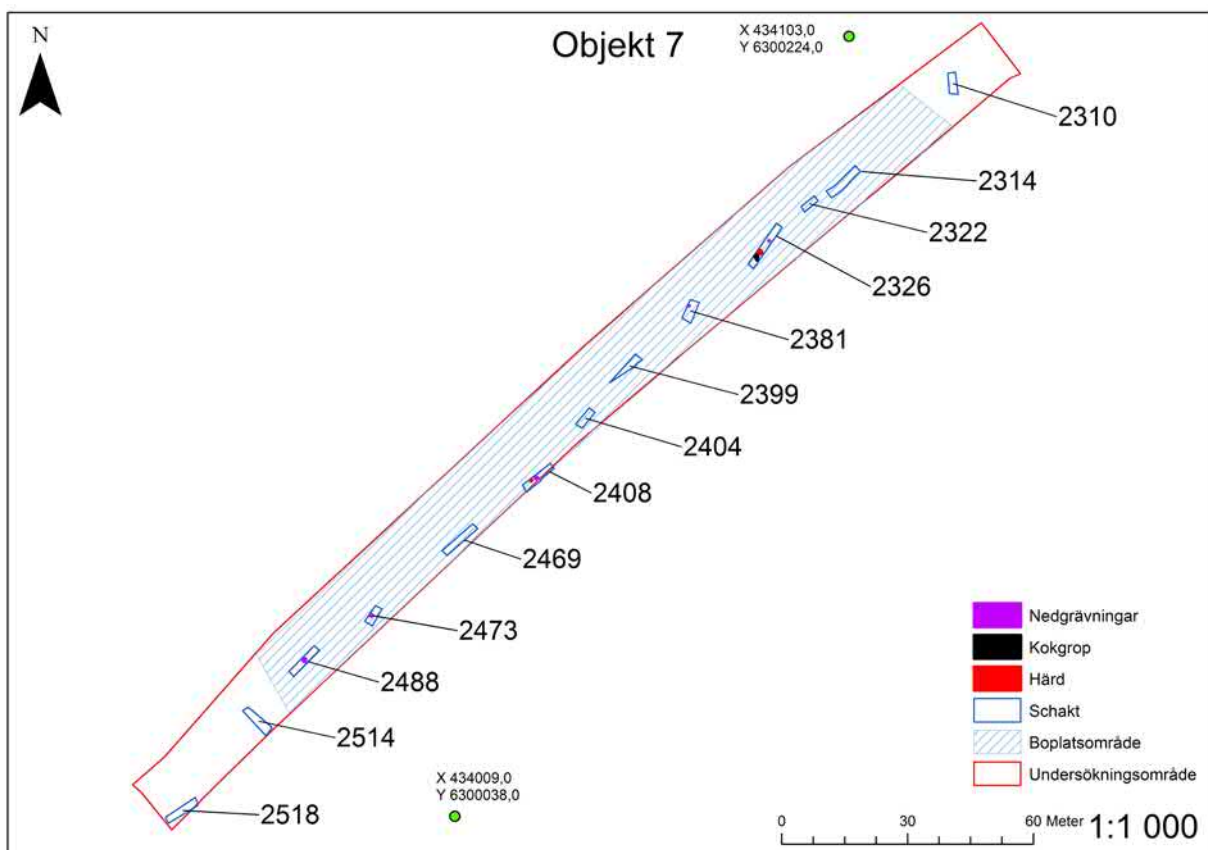 N
Objekt 7
X 434103,0
Y 6300224,0
2310
2314
2322
2326
2381
2399
2404
2408
2469
2473
2488
2514
2518
X 434009,0
Y 6300038,0
Nedgrävningar
Kokgrop
Härd
Schakt
Boplatsområde
Undersökningsområde
0 30 60 Meter 1:1 000